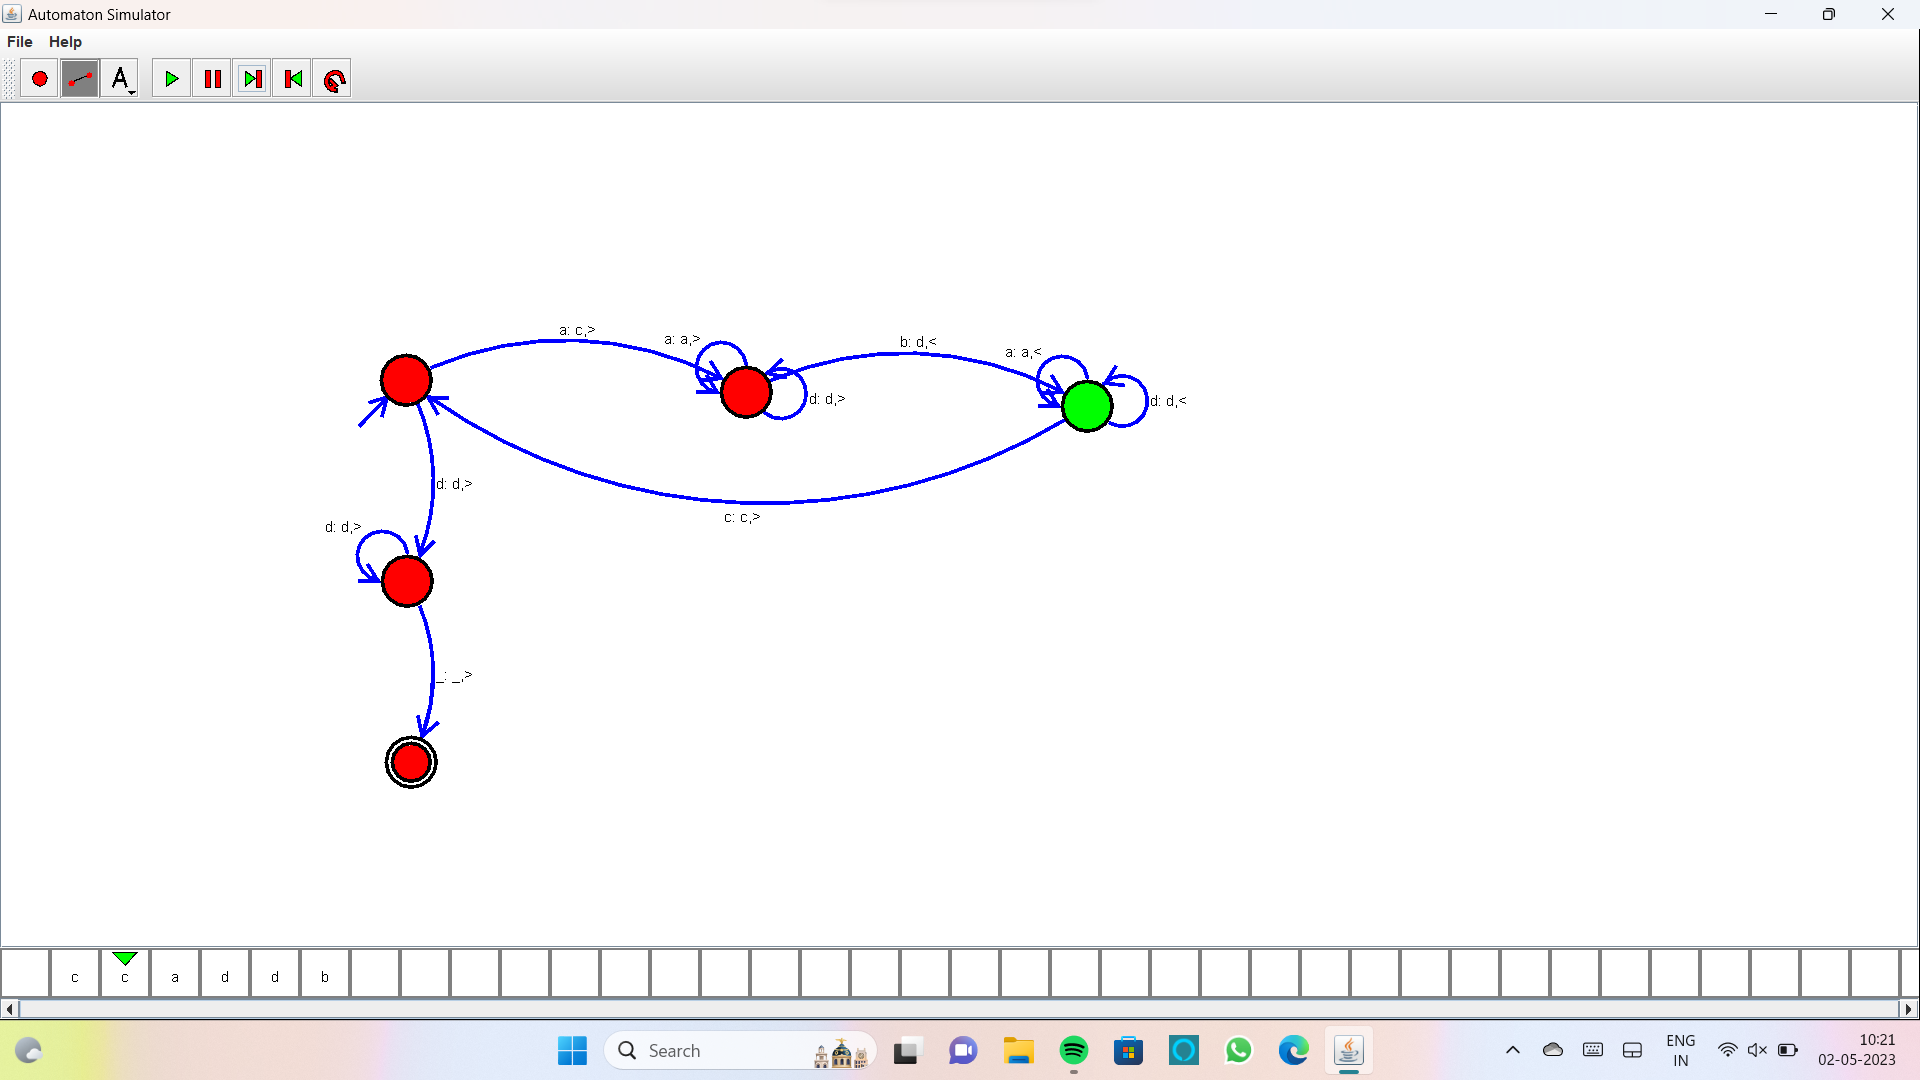 Automaton Simulator
File Help
A
a: c,>
a: a,>
b: d,<
a: a,<
d: d,>
d: d,<
d: d,>
c: c,>
d: d,>
_: _,>
c c a d d b
Search
ENG
IN
10:21
02-05-2023